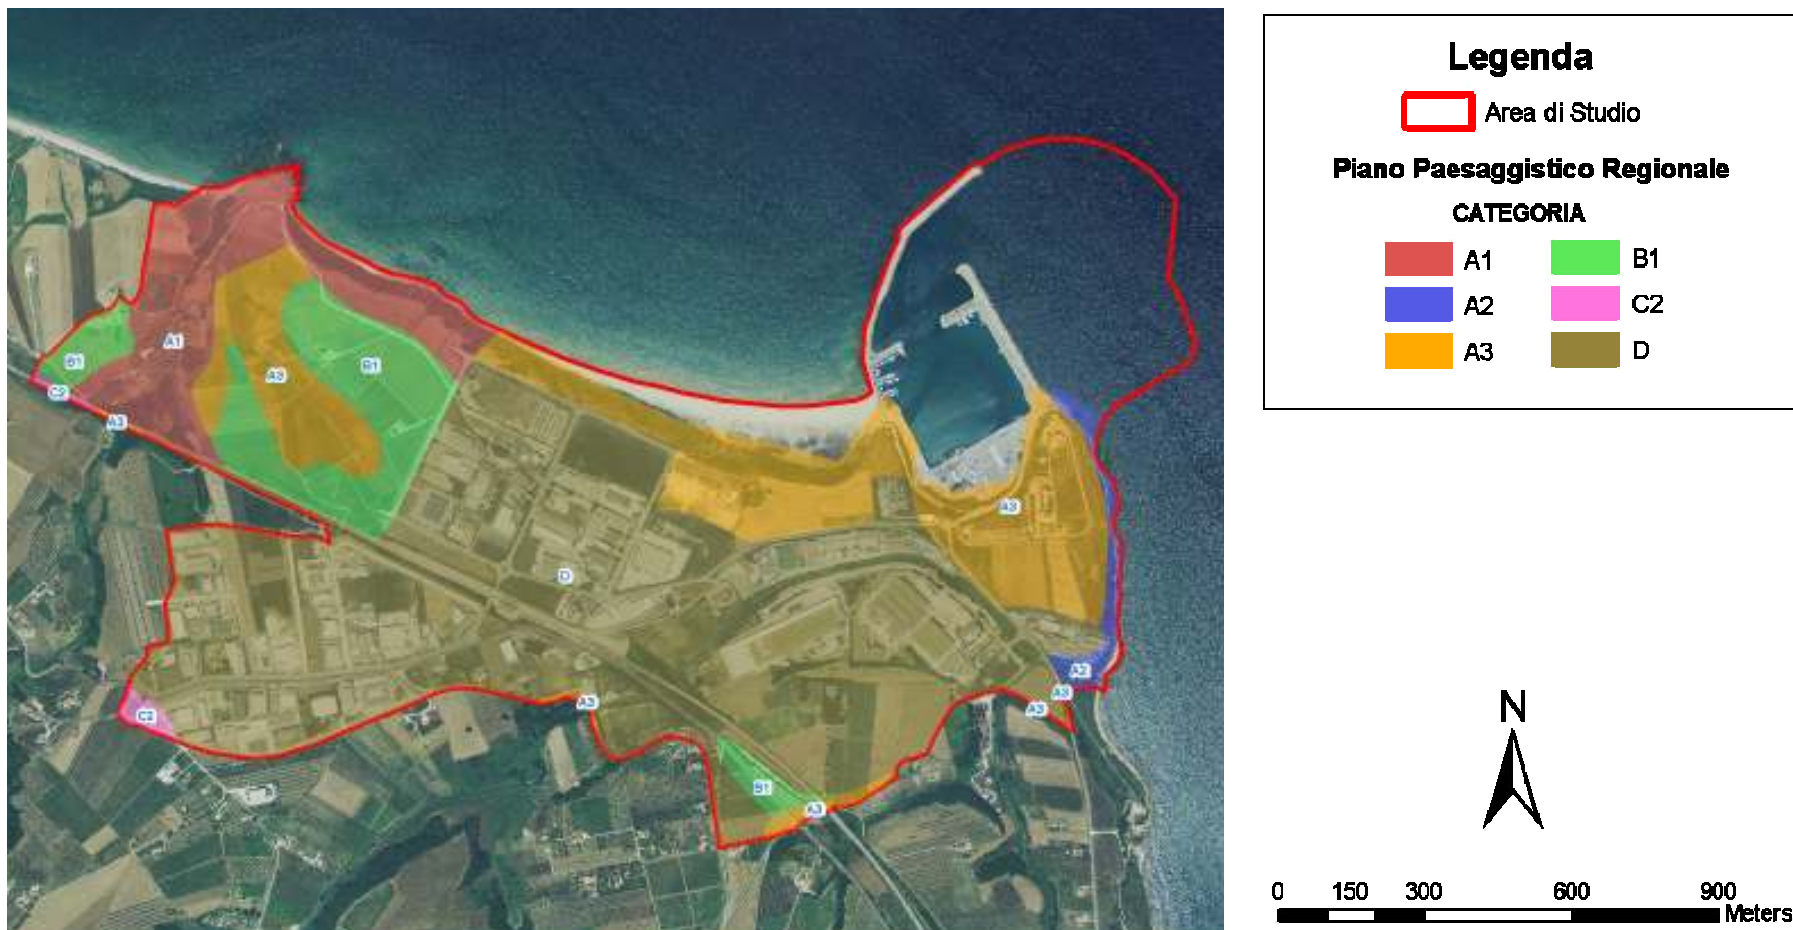 Legenda
Area di Studio
Piano Paesaggistico Regionale
CATEGORIA
A1
B1
A2
C2
A3
D
A1
B1
A3
B1
C2
A3
A3
D
A2
A3
A3
A3
C2
B1
A3
N
0 150 300 600 900
Meters